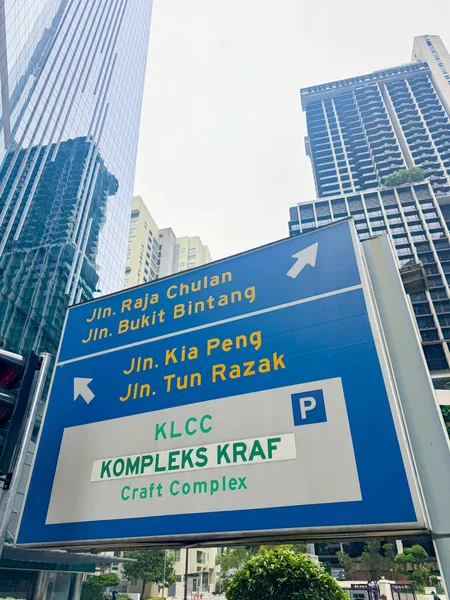 Jln. Raja Chulan
Jln. Bukit Bintang
Jln. Kia Peng
Jln. Tun Razak
P
KLCC
KOMPLEKS KRAF
Craft Complex